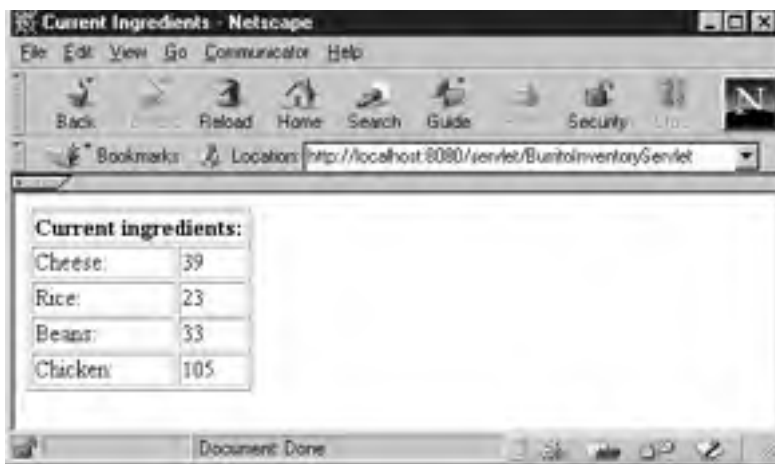 Current Ingredients - Netscape
File Edit View Go Communicator Help
Back Reload Home Search Guide Security
N
Bookmarks Location: http://localhost:8080/servlet/BurritoInventoryServlet
Current ingredients:
Cheese: 39
Rice: 23
Beans: 33
Chicken: 105
Document: Done